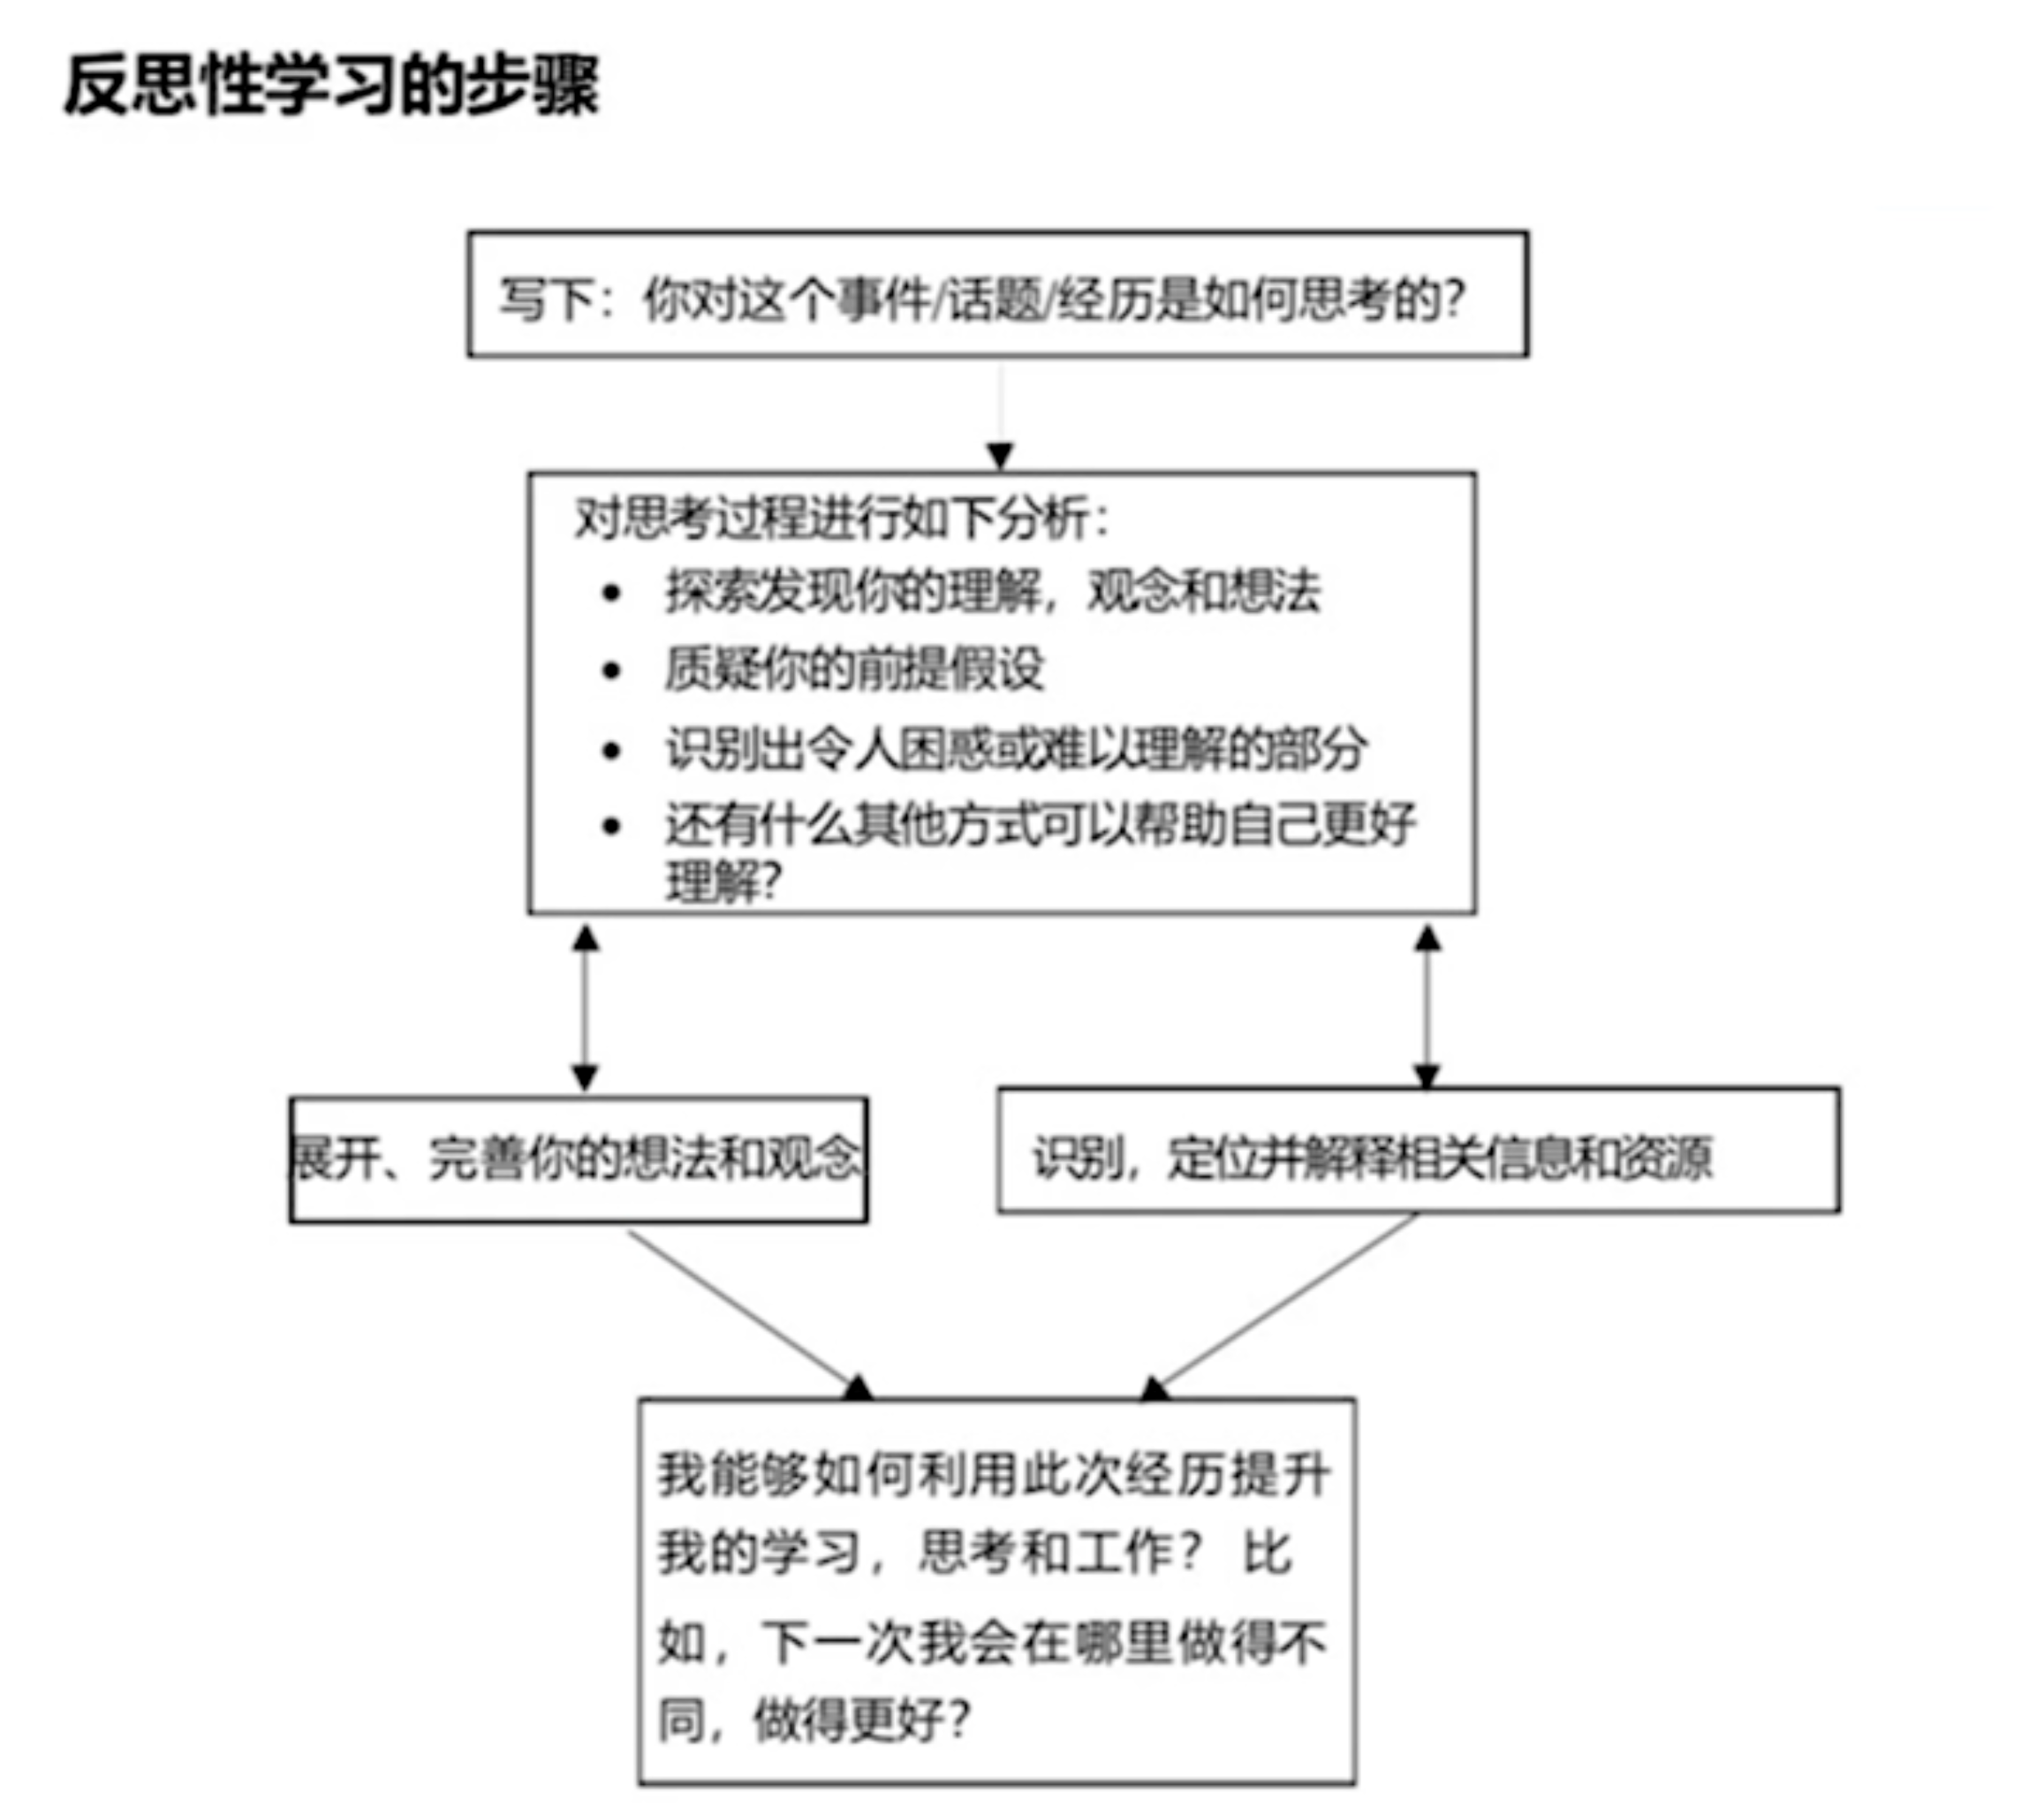 反思性学习的步骤
写下：你对这个事件/话题/经历是如何思考的？
对思考过程进行如下分析：
• 探索发现你的理解，观念和想法
• 质疑你的前提假设
• 识别出令人困惑或难以理解的部分
• 还有什么其他方式可以帮助自己更好
理解？
展开、完善你的想法和观念
识别，定位并解释相关信息和资源
我能够如何利用此次经历提升
我的学习，思考和工作？ 比
如，下一次我会在哪里做得不
同，做得更好？